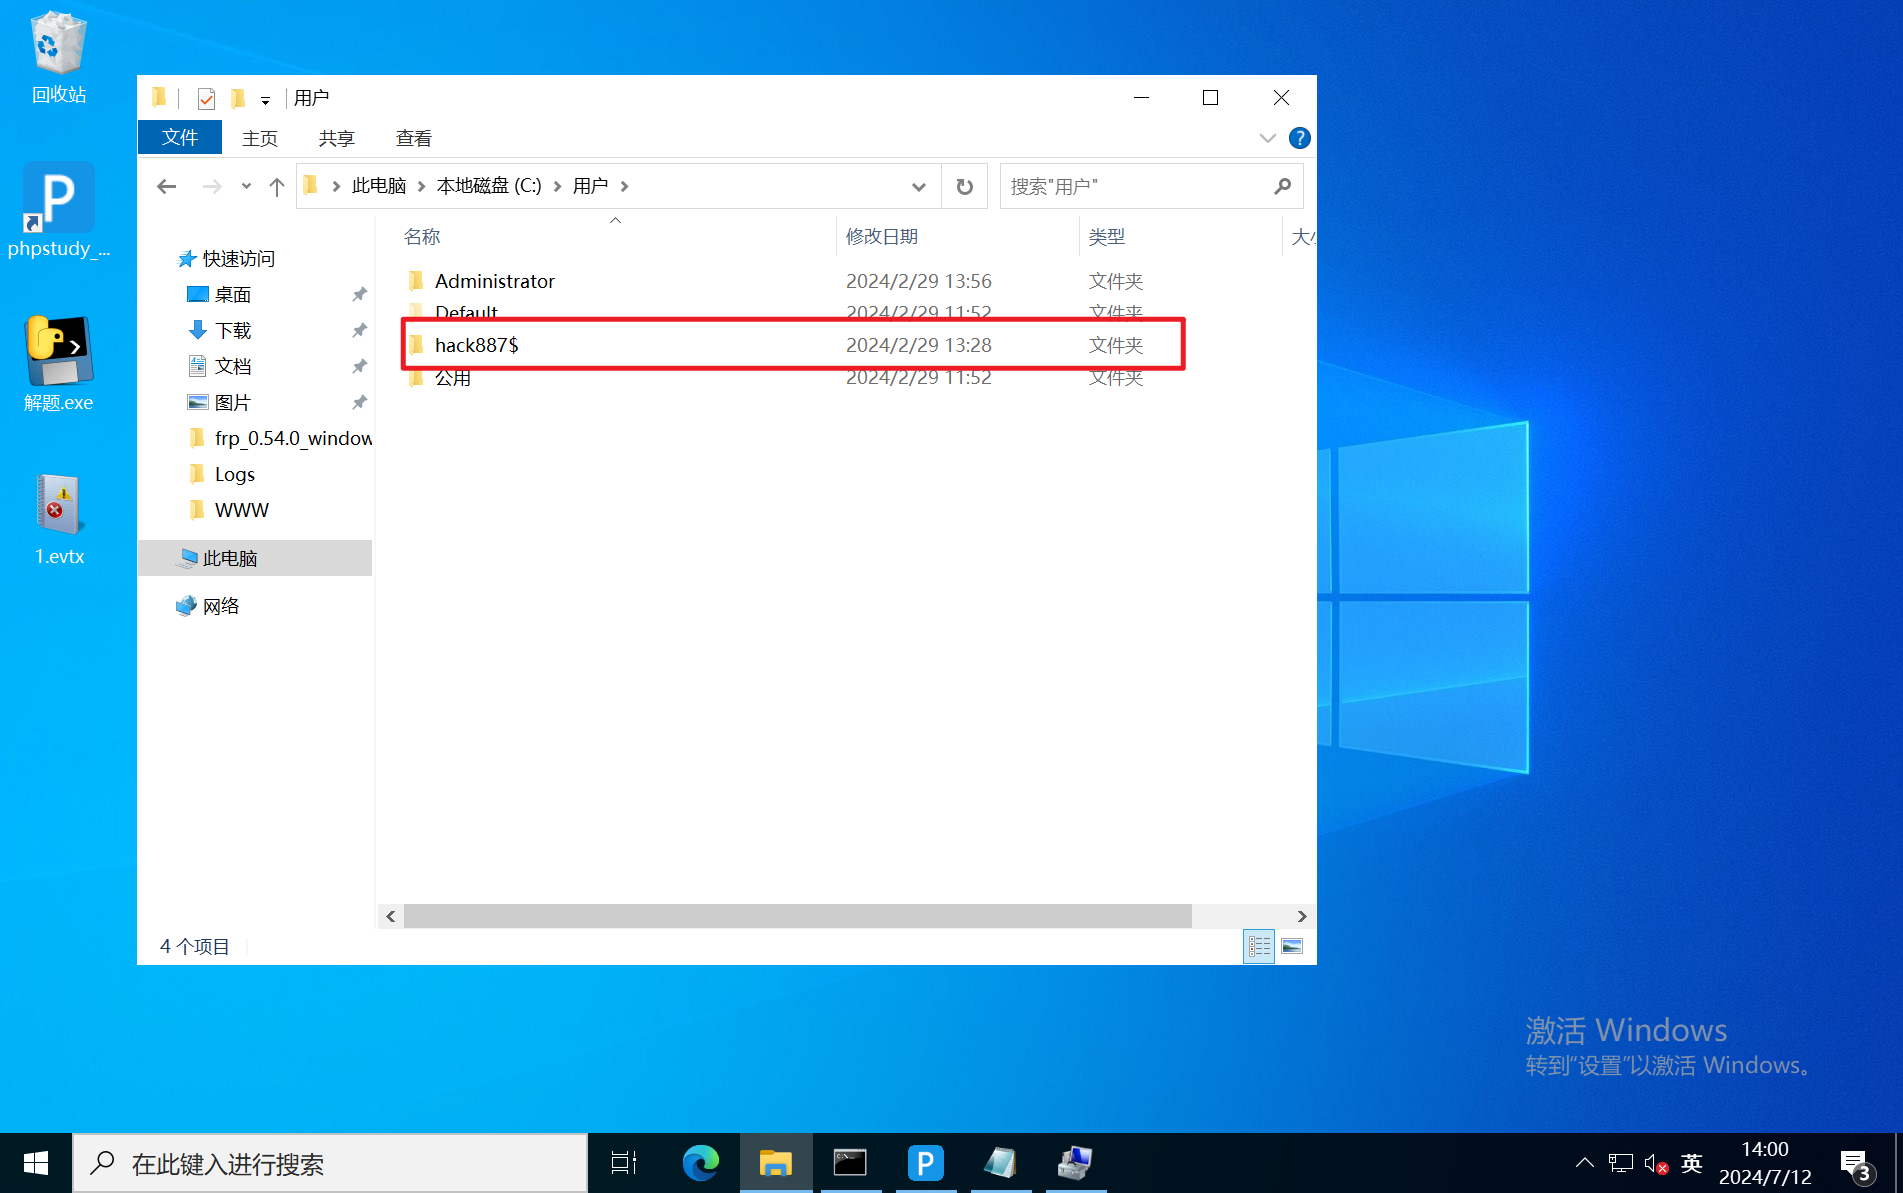 回收站
phpstudy_...
解题.exe
1.evtx
用户
文件 主页 共享 查看
此电脑 本地磁盘 (C:) 用户
搜索"用户"
名称 修改日期 类型 大小
快速访问
桌面
下载
文档
图片
frp_0.54.0_window
Logs
WWW
此电脑
网络
Administrator 2024/2/29 13:56 文件夹
Default 2024/2/29 11:52 文件夹
hack887$ 2024/2/29 13:28 文件夹
公用 2024/2/29 11:52 文件夹
4 个项目
激活 Windows
转到“设置”以激活 Windows。
在此键入进行搜索
英
14:00
2024/7/12
3